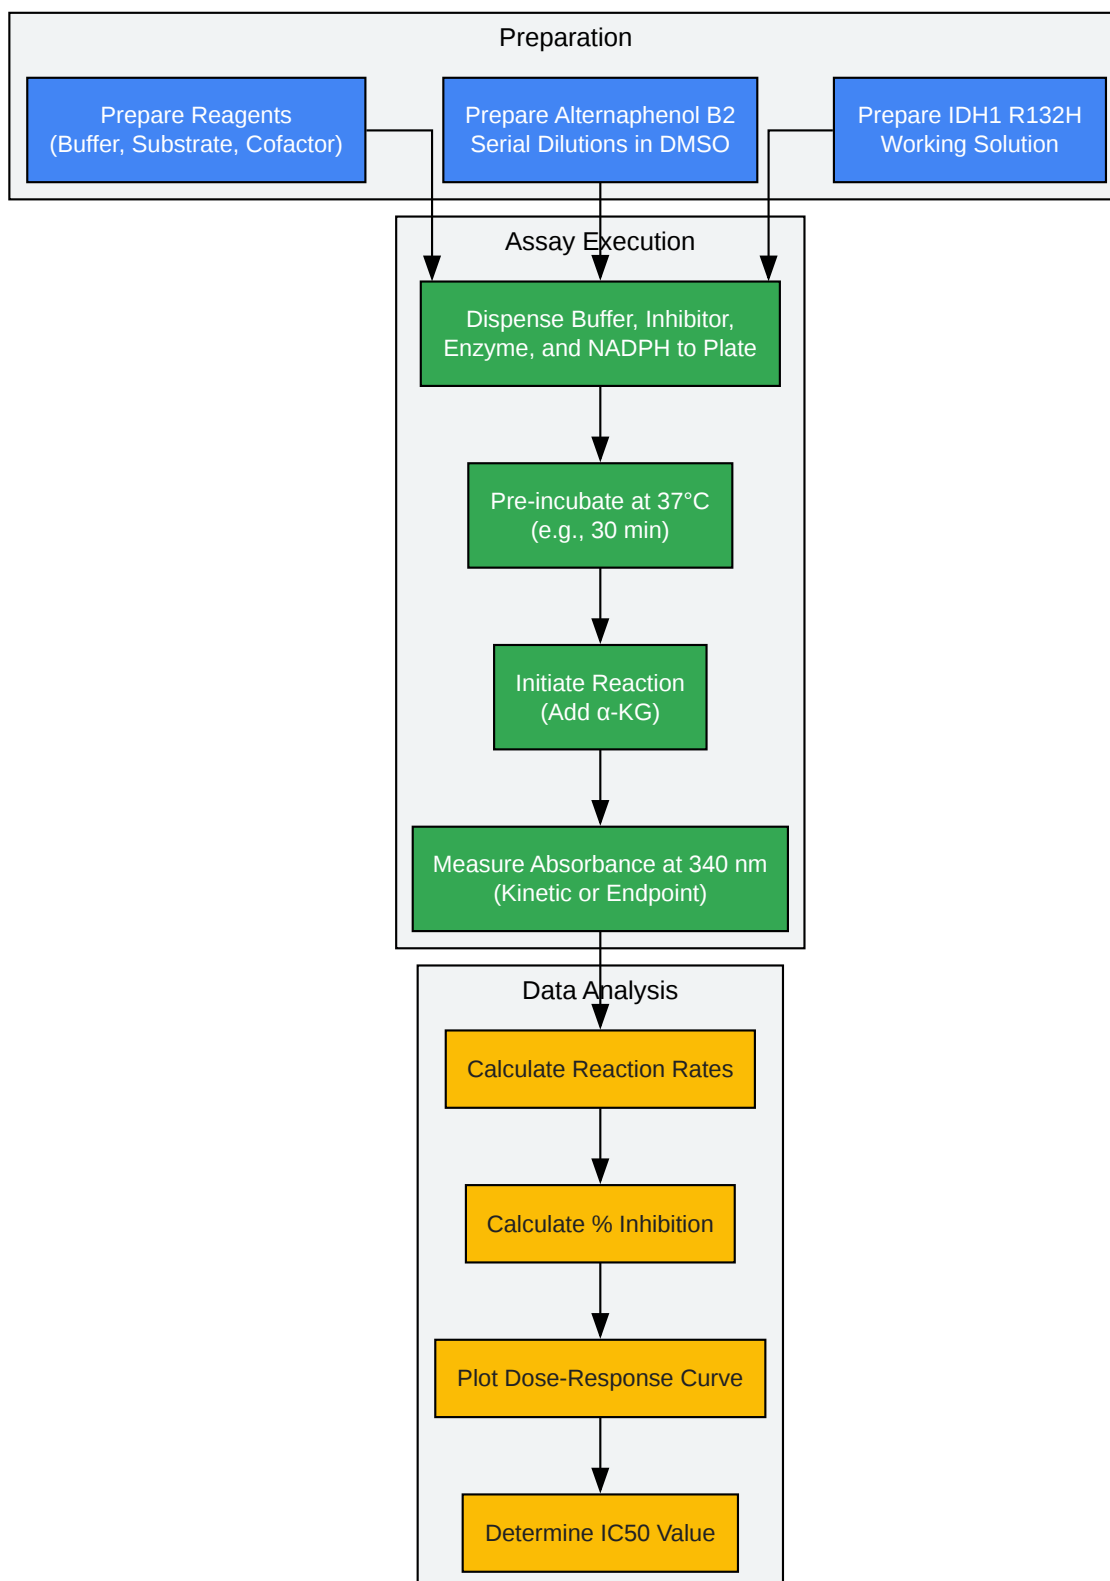 Preparation
Prepare Reagents
(Buffer, Substrate, Cofactor)
Prepare Alternaphenol B2
Serial Dilutions in DMSO
Prepare IDH1 R132H
Working Solution
Assay Execution
Dispense Buffer, Inhibitor,
Enzyme, and NADPH to Plate
Pre-incubate at 37°C
(e.g., 30 min)
Initiate Reaction
(Add α-KG)
Measure Absorbance at 340 nm
(Kinetic or Endpoint)
Data Analysis
Calculate Reaction Rates
Calculate % Inhibition
Plot Dose-Response Curve
Determine IC50 Value